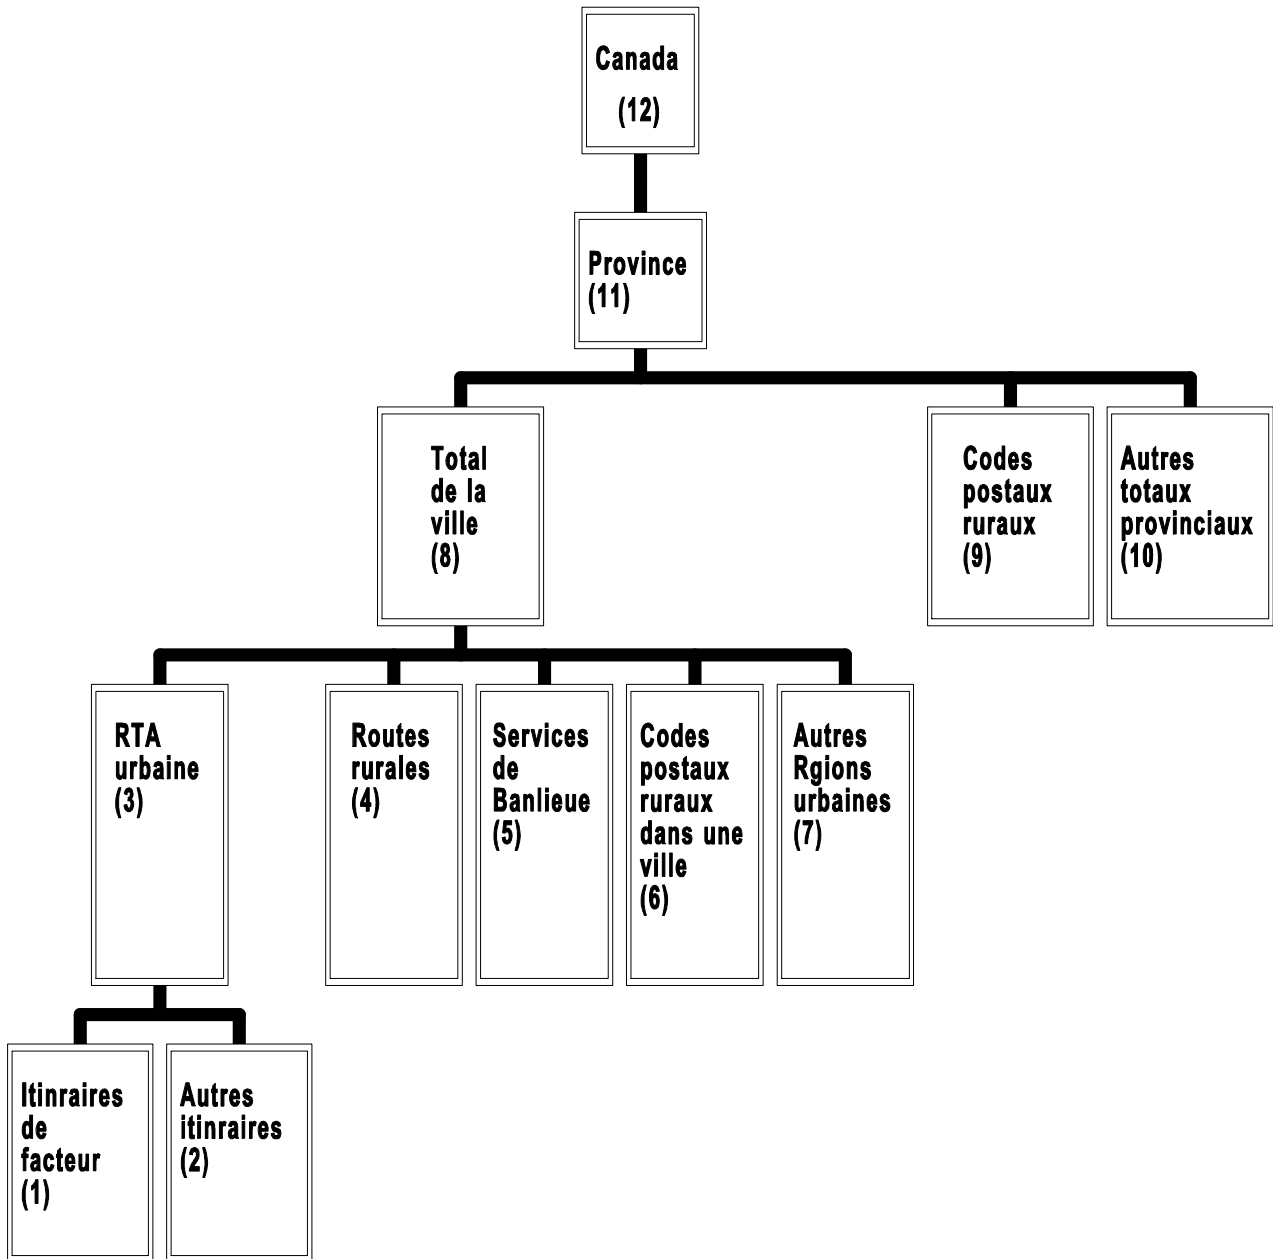 Canada
(12)
Province
(11)
Total
de la
ville
(8)
Codes
postaux
ruraux
(9)
Autres
totaux
provinciaux
(10)
RTA
urbaine
(3)
Routes
rurales
(4)
Services
de
Banlieue
(5)
Codes
postaux
ruraux
dans une
ville
(6)
Autres
Rgions
urbaines
(7)
Itinraires
de
facteur
(1)
Autres
itinraires
(2)